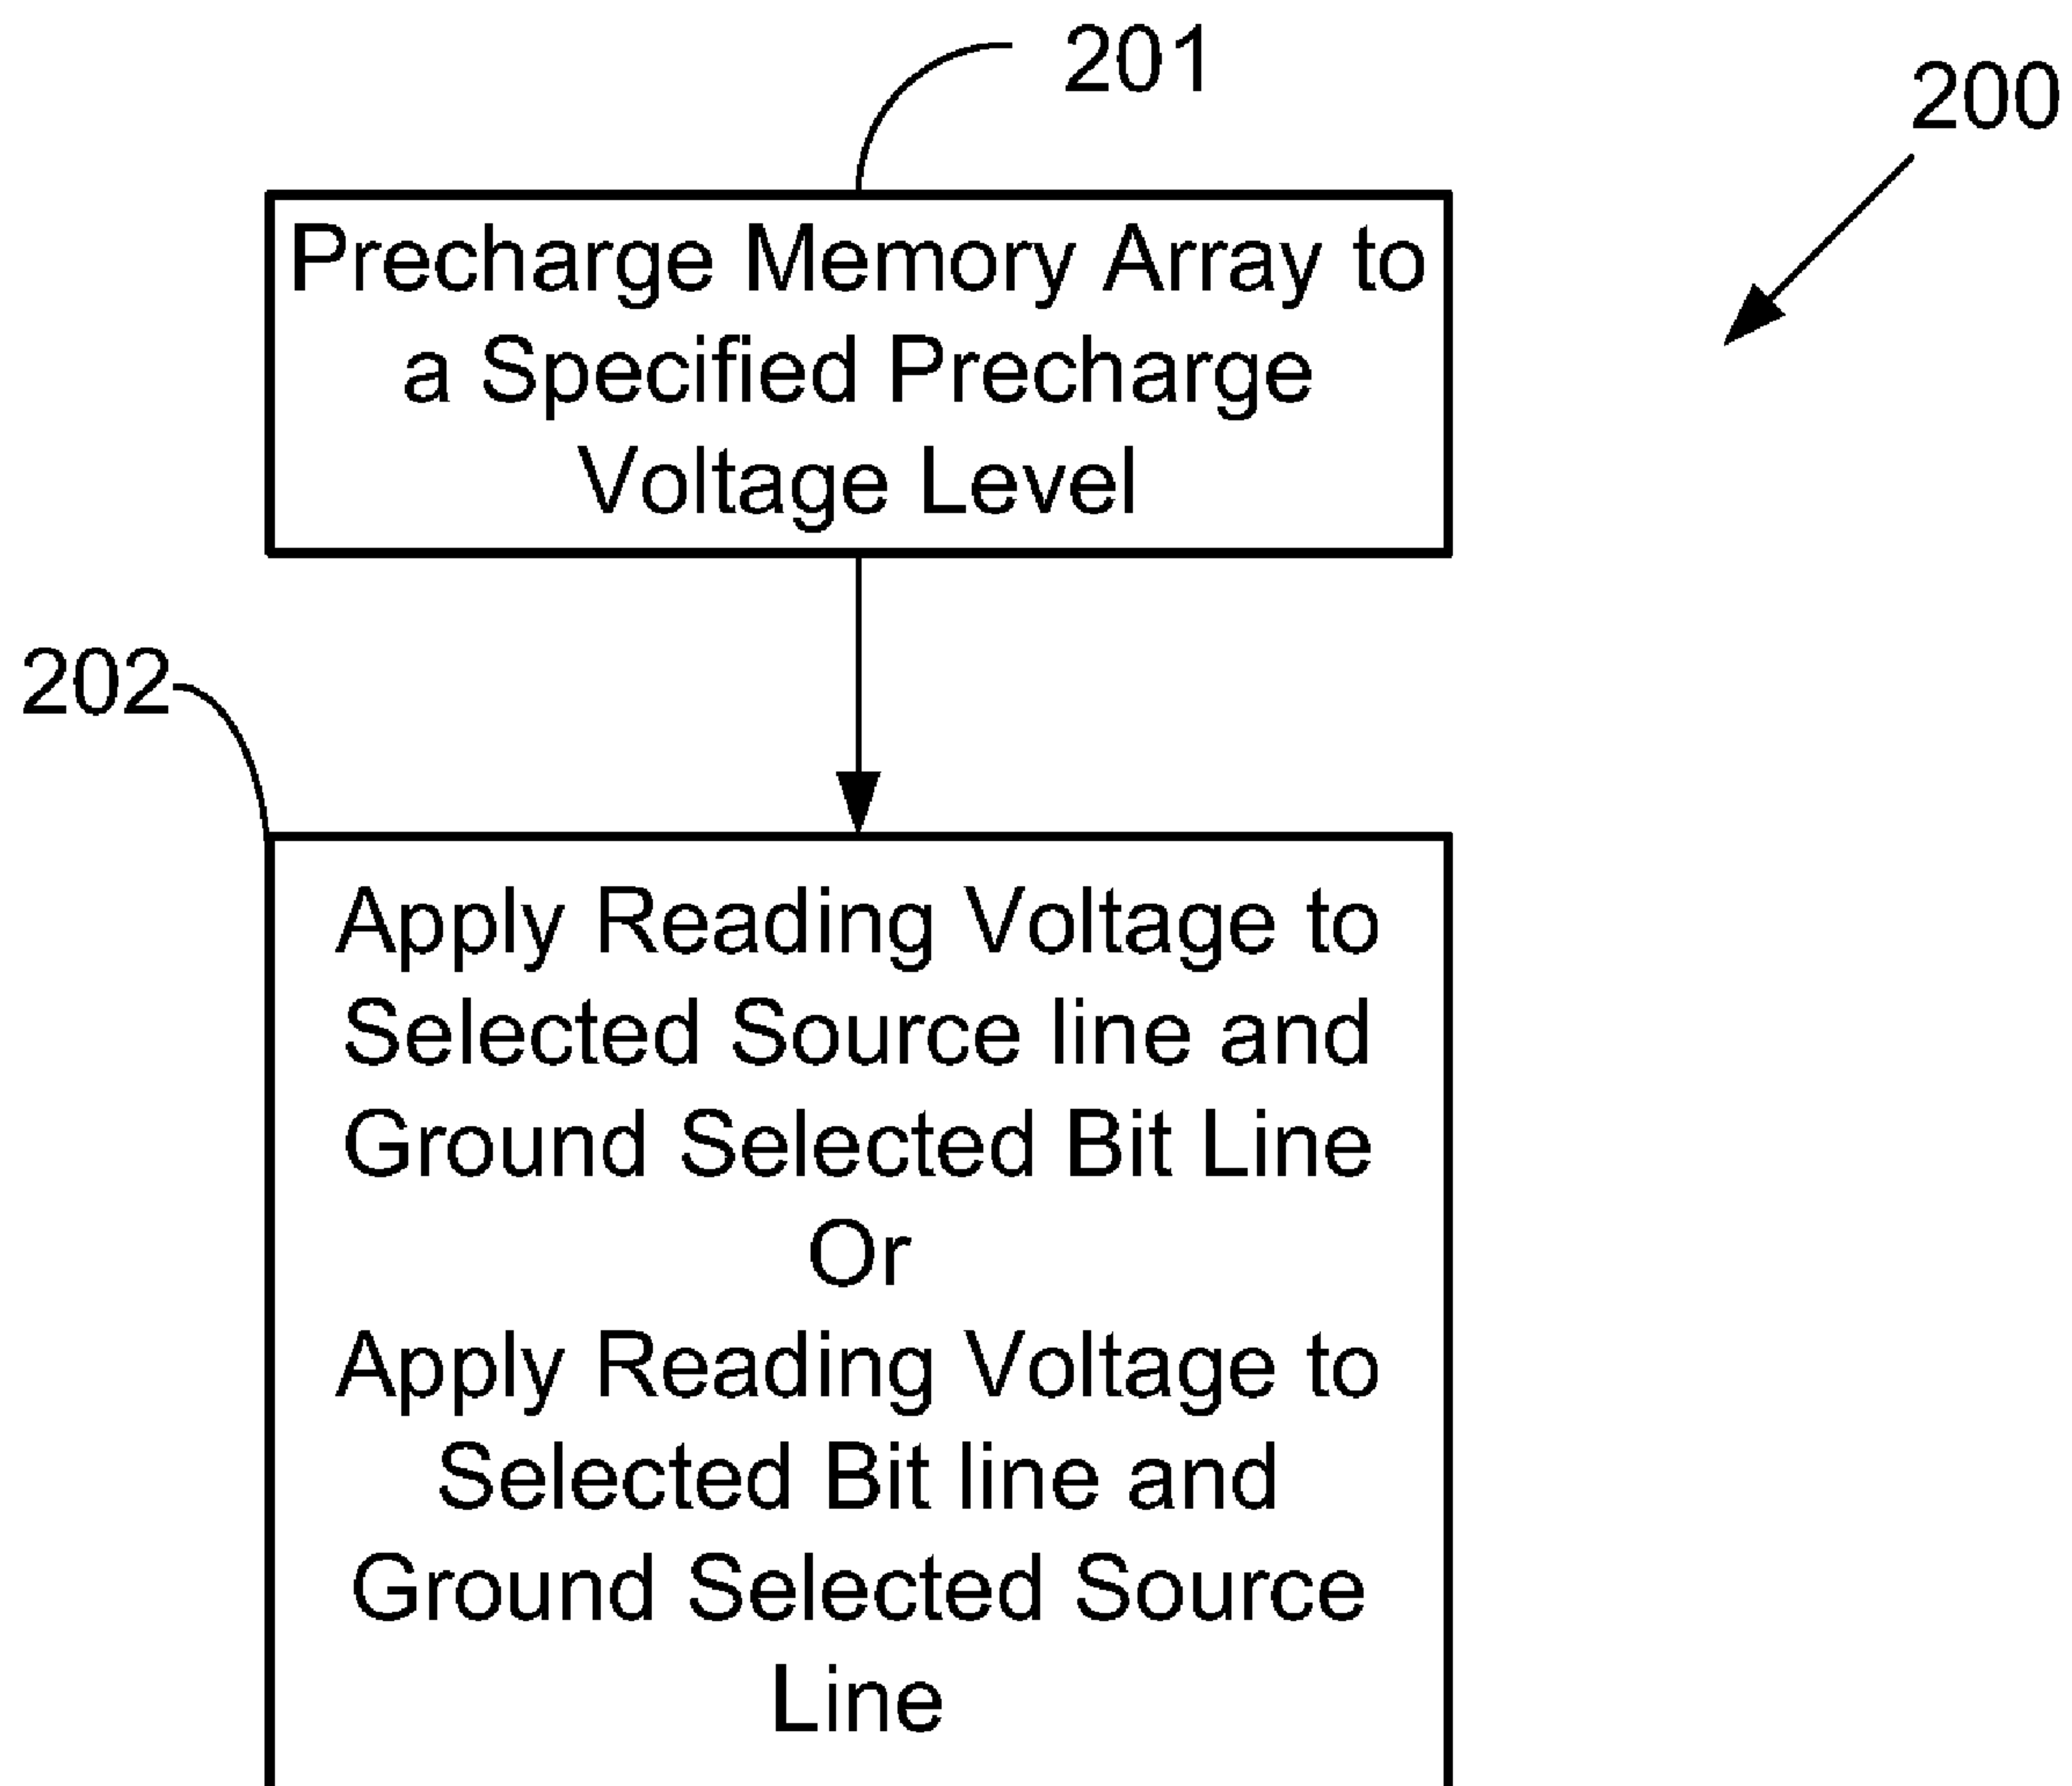 201
200
Precharge Memory Array to
a Specified Precharge
Voltage Level
202
Apply Reading Voltage to
Selected Source line and
Ground Selected Bit Line
Or
Apply Reading Voltage to
Selected Bit line and
Ground Selected Source
Line